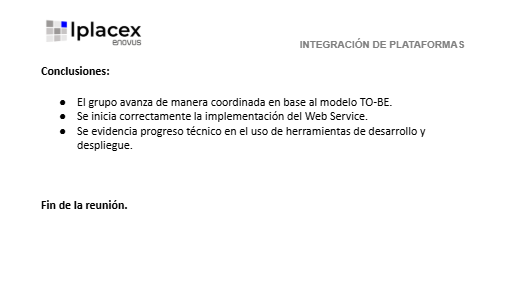 Iplacex
enovus
INTEGRACIÓN DE PLATAFORMAS
Conclusiones:
● El grupo avanza de manera coordinada en base al modelo TO-BE.
● Se inicia correctamente la implementación del Web Service.
● Se evidencia progreso técnico en el uso de herramientas de desarrollo y
despliegue.
Fin de la reunión.